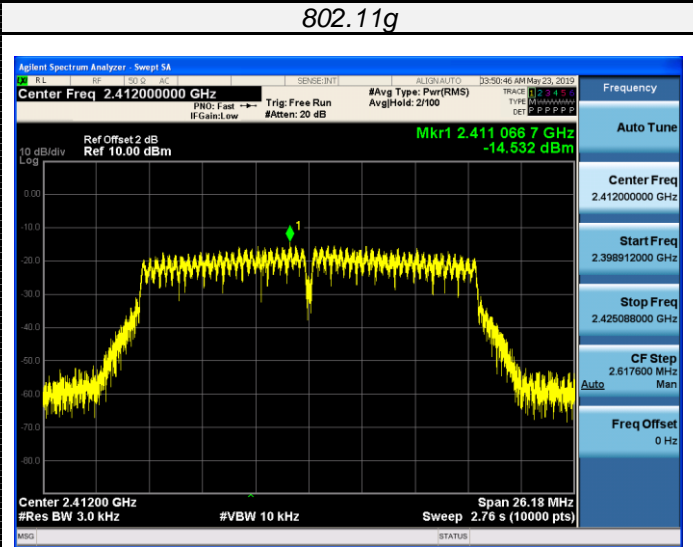 802.11g
Agilent Spectrum Analyzer - Swept SA
RL RF 50 Ω AC SENSE:INT ALIGN AUTO 03:50:46 AM May 23, 2019
Center Freq 2.412000000 GHz #Avg Type: Pwr(RMS) TRACE 1 2 3 4 5 6
PNO: Fast Trig: Free Run Avg|Hold: 2/100 TYPE M
IFGain:Low #Atten: 20 dB DET P P P P P P
Ref Offset 2 dB Mkr1 2.411 066 7 GHz
10 dB/div Ref 10.00 dBm -14.532 dBm
Log
0.00
-10.0
1
-20.0
-30.0
-40.0
-50.0
-60.0
-70.0
-80.0
Center 2.41200 GHz Span 26.18 MHz
#Res BW 3.0 kHz #VBW 10 kHz Sweep 2.76 s (10000 pts)
MSG STATUS
Frequency
Auto Tune
Center Freq
2.412000000 GHz
Start Freq
2.398912000 GHz
Stop Freq
2.425088000 GHz
CF Step
2.617600 MHz
Auto Man
Freq Offset
0 Hz